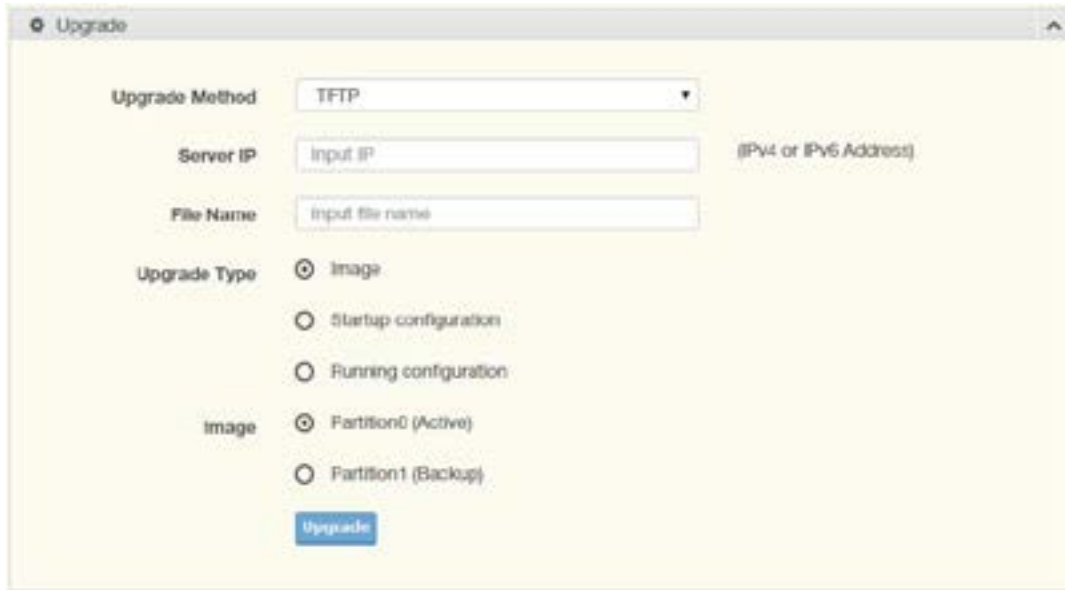 Upgrade
Upgrade Method TFTP
Server IP Input IP (IPv4 or IPv6 Address)
File Name Input file name
Upgrade Type Image
Startup configuration
Running configuration
Image Partition0 (Active)
Partition1 (Backup)
Upgrade